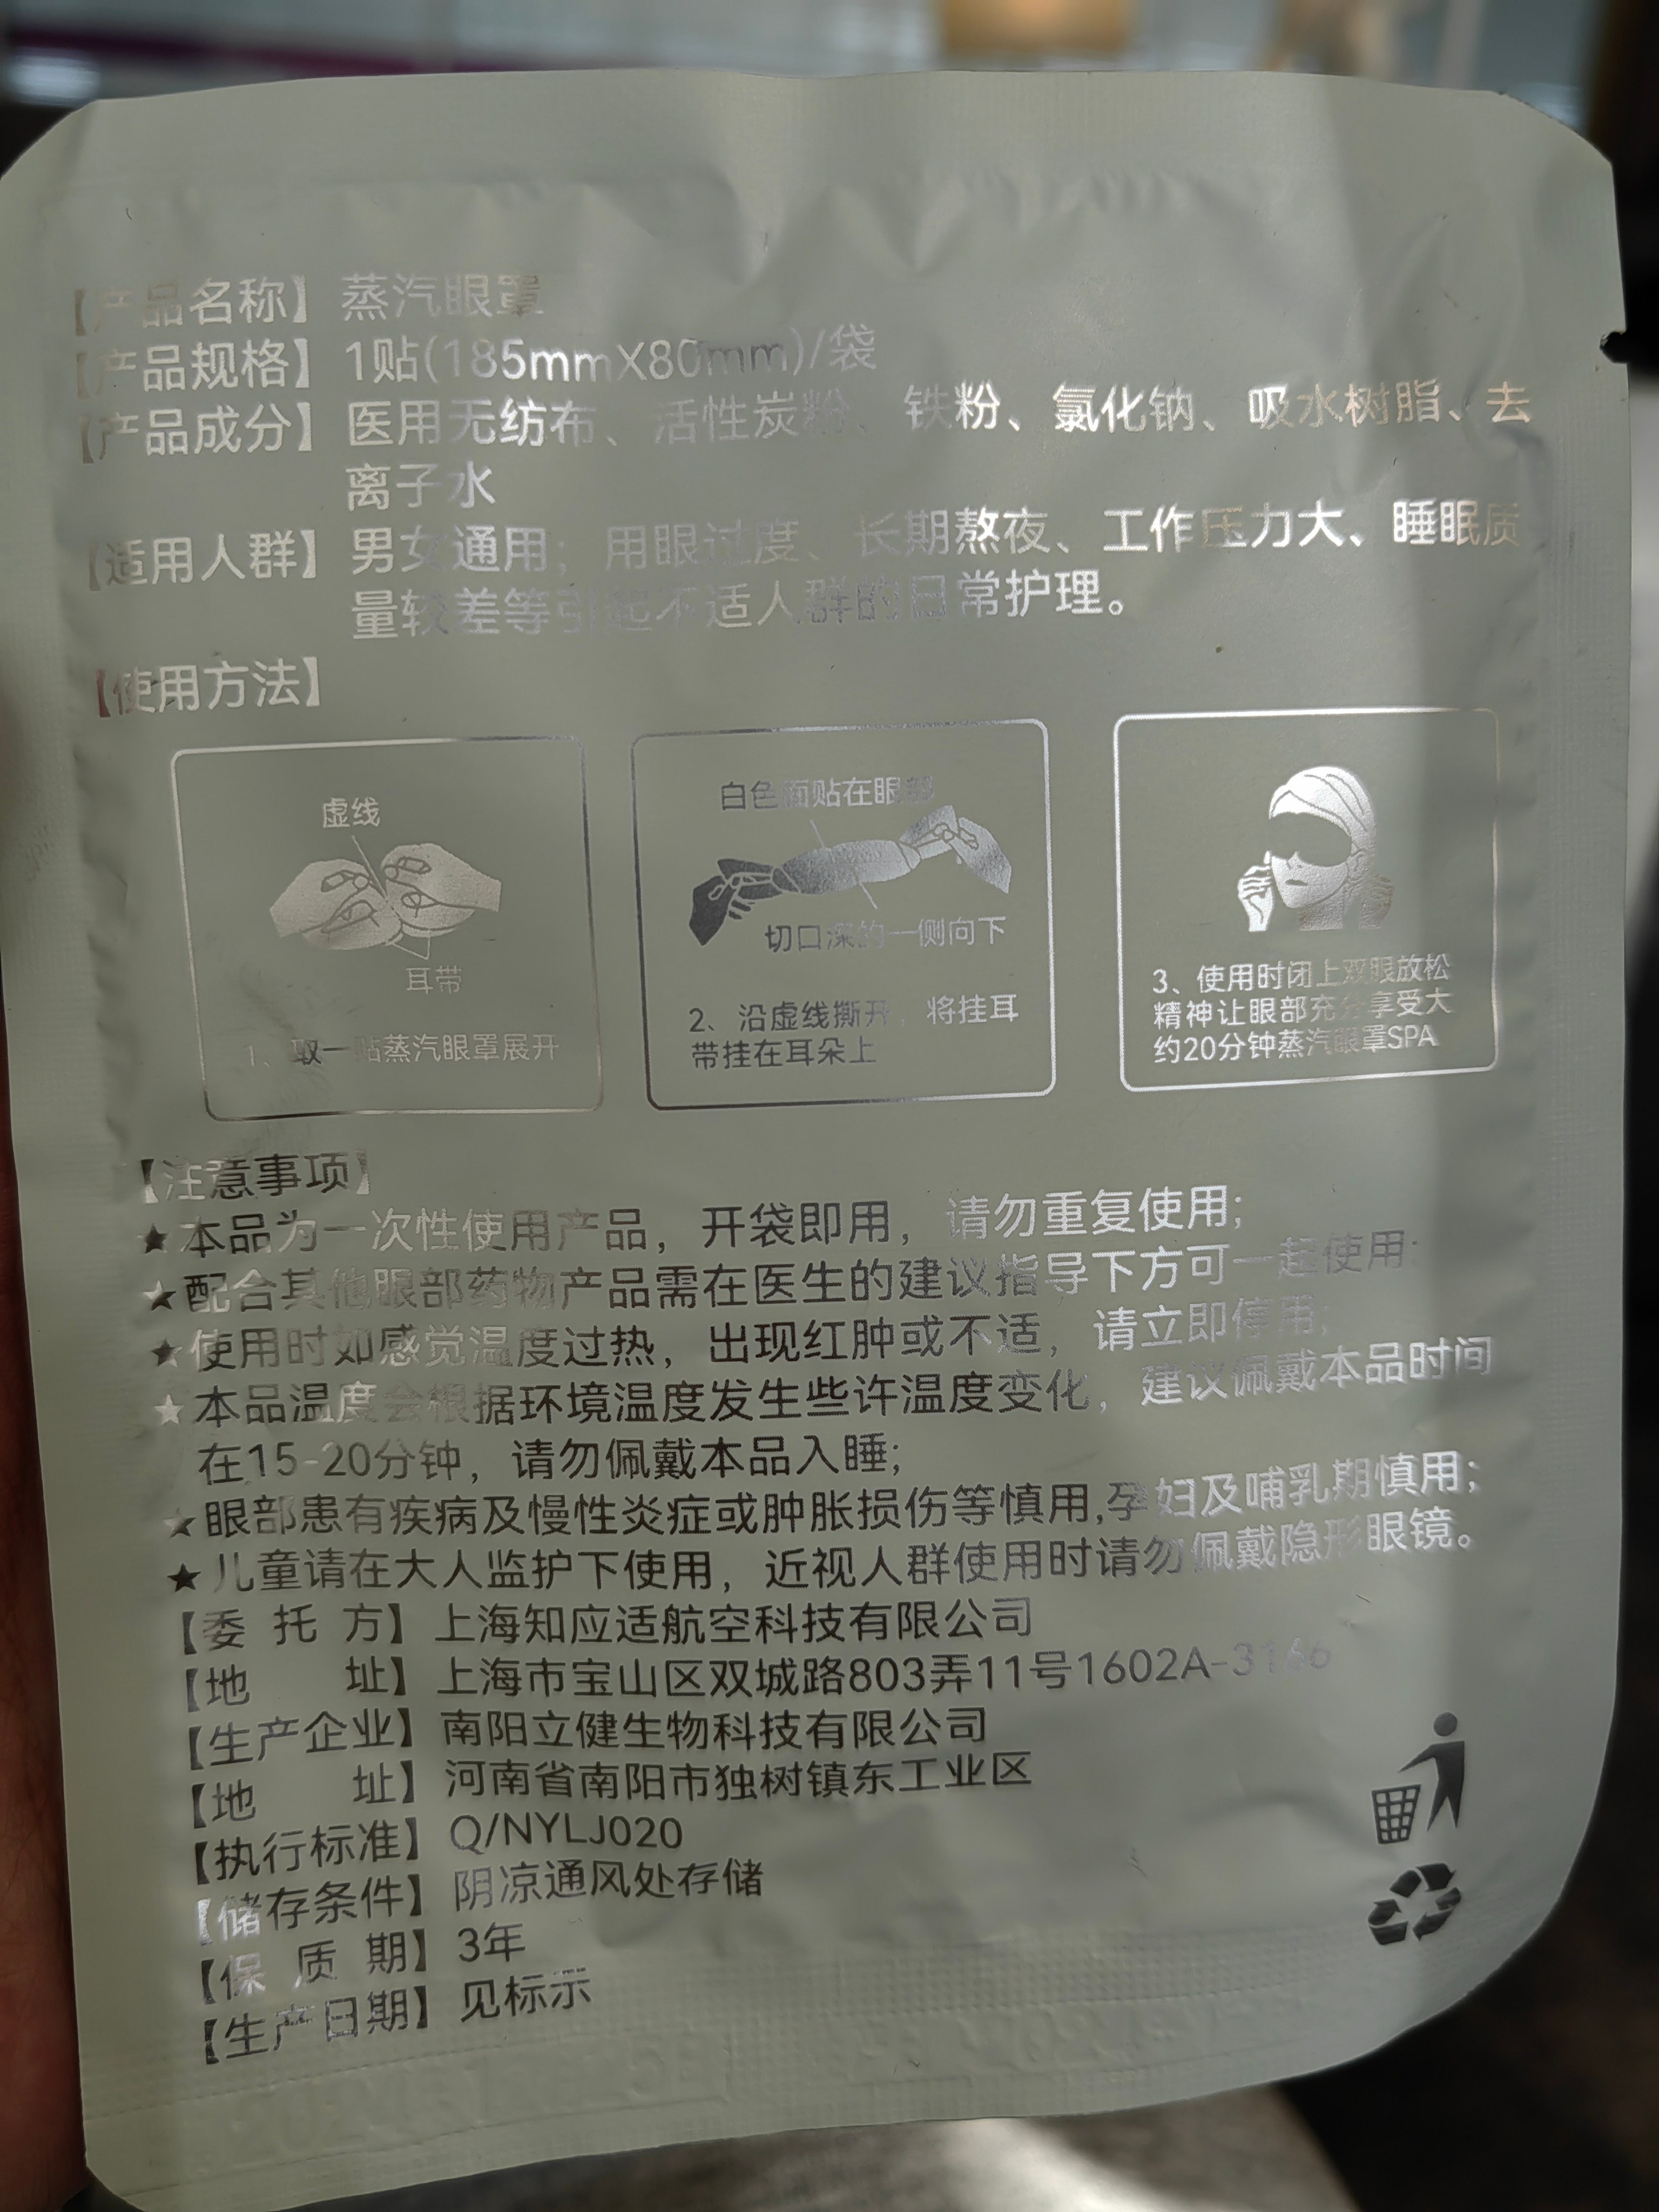 【产品名称】蒸汽眼罩
【产品规格】1贴(185mmX80mm)/袋
【产品成分】医用无纺布、活性炭粉、铁粉、氯化钠、吸水树脂、去
离子水
【适用人群】男女通用；用眼过度、长期熬夜、工作压力大、睡眠质
量较差等引起不适人群的日常护理。
【使用方法】
虚线
耳带
1、取一贴蒸汽眼罩展开
白色面贴在眼部
切口深的一侧向下
2、沿虚线撕开，将挂耳
带挂在耳朵上
3、使用时闭上双眼放松
精神让眼部充分享受大
约20分钟蒸汽眼罩SPA
【注意事项】
★本品为一次性使用产品，开袋即用，请勿重复使用；
★配合其他眼部药物产品需在医生的建议指导下方可一起使用；
★使用时如感觉温度过热，出现红肿或不适，请立即停用；
★本品温度会根据环境温度发生些许温度变化，建议佩戴本品时间
在15-20分钟，请勿佩戴本品入睡；
★眼部患有疾病及慢性炎症或肿胀损伤等慎用,孕妇及哺乳期慎用；
★儿童请在大人监护下使用，近视人群使用时请勿佩戴隐形眼镜。
【委托方】上海知应适航空科技有限公司
【地址】上海市宝山区双城路803弄11号1602A-3166
【生产企业】南阳立健生物科技有限公司
【地址】河南省南阳市独树镇东工业区
【执行标准】Q/NYLJ020
【储存条件】阴凉通风处存储
【保质期】3年
【生产日期】见标示